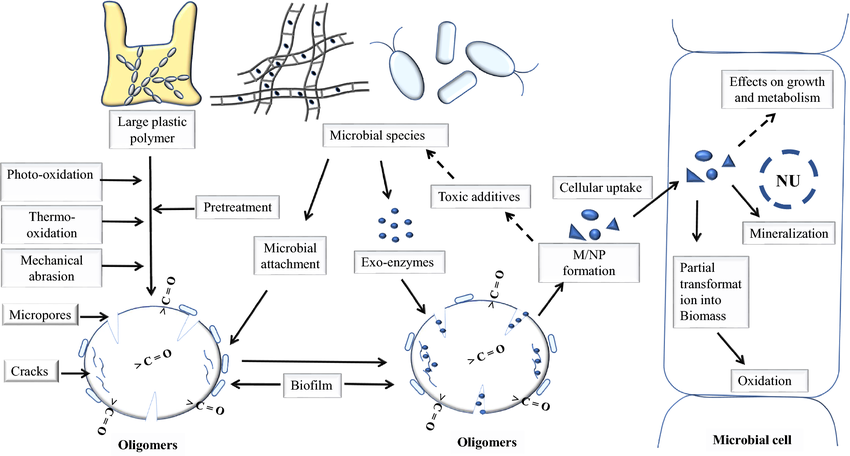 Large plastic
polymer
Microbial species
Photo-oxidation
Thermo-
oxidation
Mechanical
abrasion
Pretreatment
Microbial
attachment
Exo-enzymes
Toxic additives
Cellular uptake
M/NP
formation
Effects on growth
and metabolism
NU
Mineralization
Partial
transformat
ion into
Biomass
Oxidation
Microbial cell
Micropores
Cracks
>C=O
>C=O
>C=O
>C=O
Oligomers
Biofilm
>C=O
>C=O
>C=O
>C=O
Oligomers